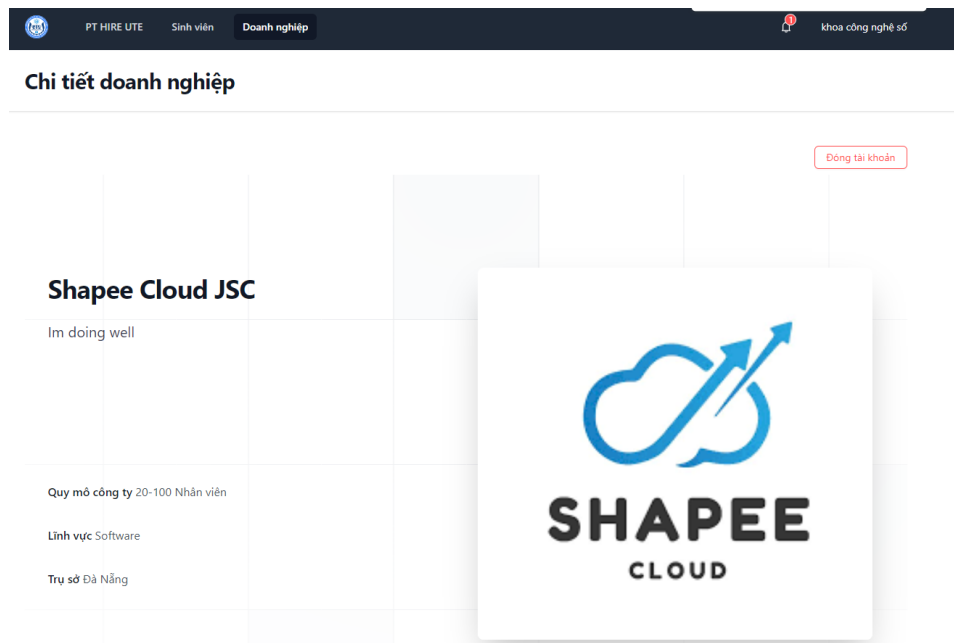 PT HIRE UTE
Sinh viên
Doanh nghiệp
1
khoa công nghệ số
Chi tiết doanh nghiệp
Đóng tài khoản
Shapee Cloud JSC
Im doing well
Quy mô công ty 20-100 Nhân viên
Lĩnh vực Software
Trụ sở Đà Nẵng
SHAPEE
CLOUD